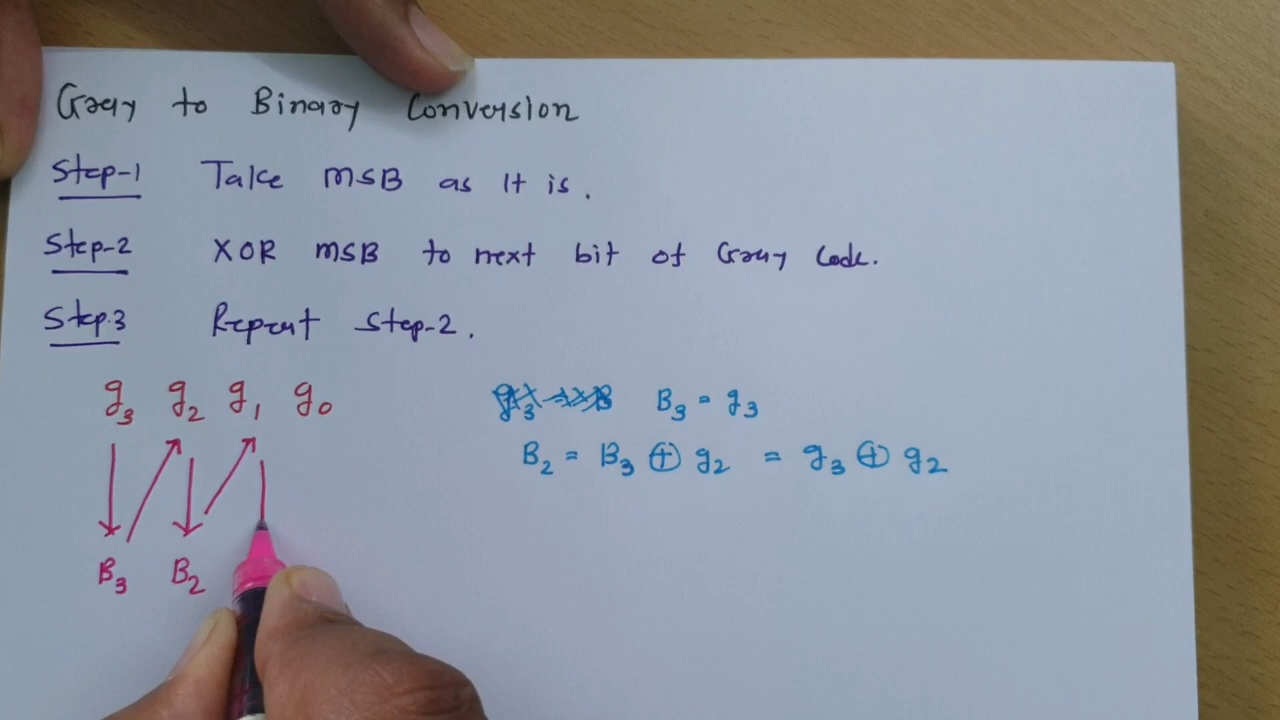 Gray to Binary Conversion
Step-1 Take MSB as It is.
Step-2 XOR MSB to next bit of Gray Code.
Step.3 Repeat Step-2.
g₃ g₂ g₁ g₀
B₃ = g₃
B₂ = B₃ ⊕ g₂ = g₃ ⊕ g₂
B₃ B₂